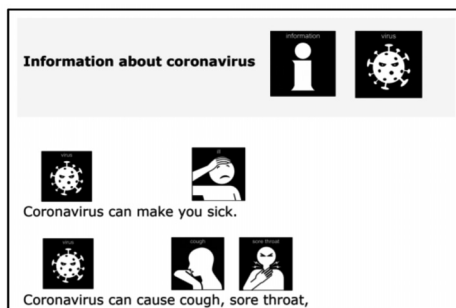 information
virus
Information about coronavirus
virus
ill
Coronavirus can make you sick.
virus
cough
sore throat
Coronavirus can cause cough, sore throat,